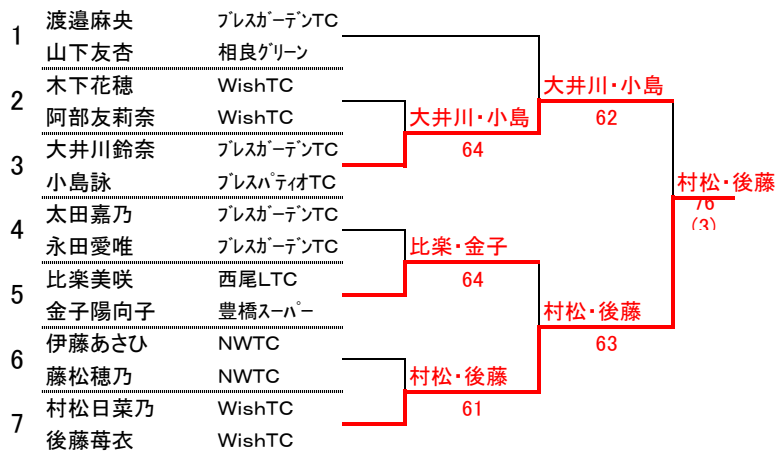 1
渡邉麻央 ブレスガーデンTC
山下友杏 相良グリーン
2
木下花穂 WishTC
阿部友莉奈 WishTC
3
大井川鈴奈 ブレスガーデンTC
小島詠 ブレスパティオTC
4
太田嘉乃 ブレスガーデンTC
永田愛唯 ブレスガーデンTC
5
比楽美咲 西尾LTC
金子陽向子 豊橋スーパー
6
伊藤あさひ NWTC
藤松穂乃 NWTC
7
村松日菜乃 WishTC
後藤苺衣 WishTC
大井川・小島
64
比楽・金子
64
村松・後藤
61
大井川・小島
62
村松・後藤
63
村松・後藤
76
(3)